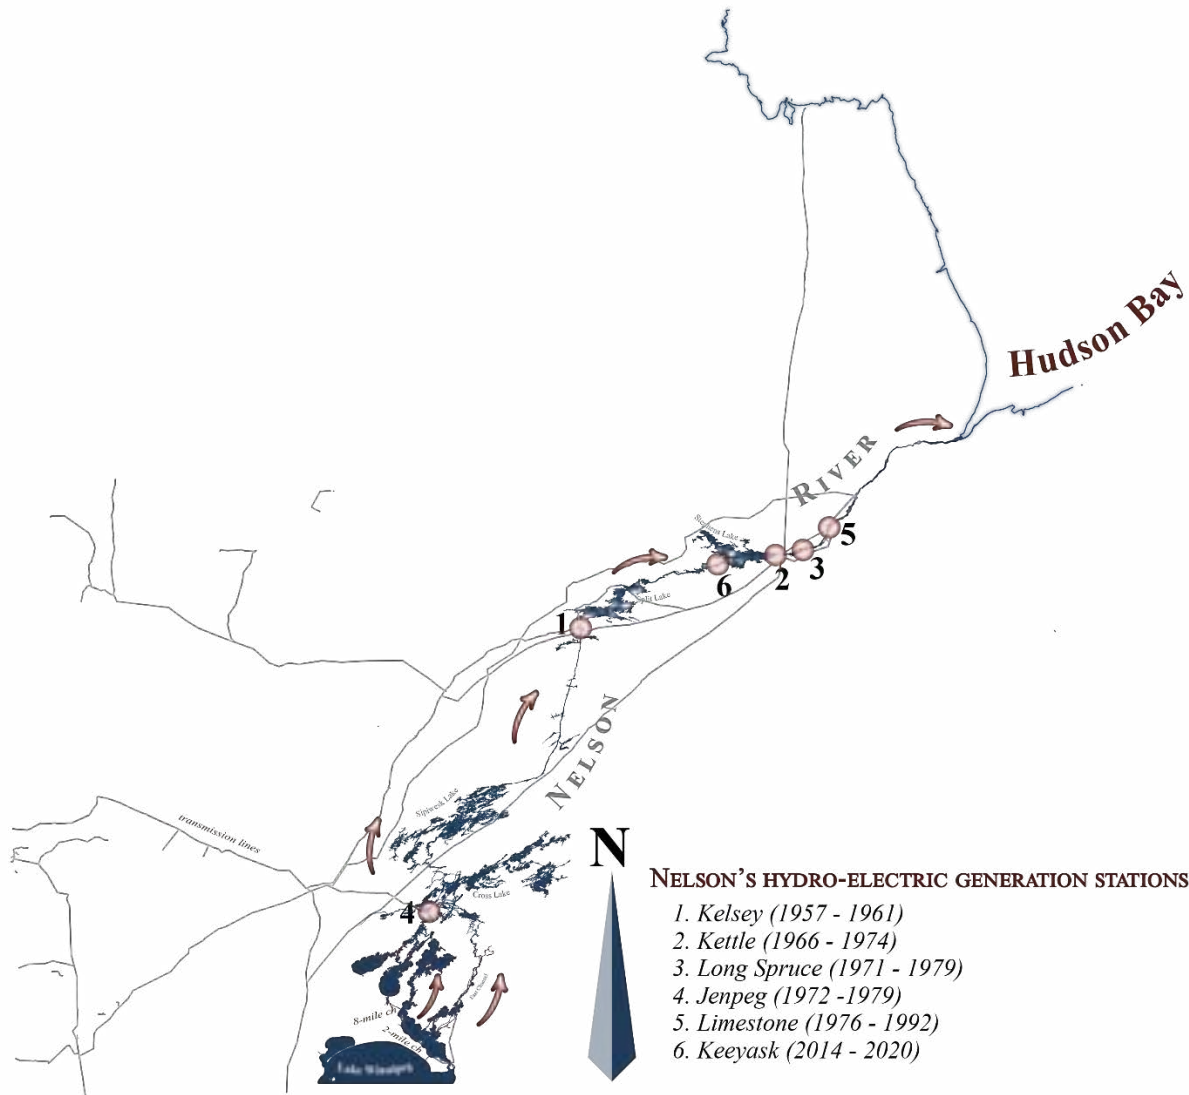 Hudson Bay
RIVER
Stephens Lake
5
3
2
6
Split Lake
1
NELSON
Sipiwesk Lake
transmission lines
N
NELSON'S HYDRO-ELECTRIC GENERATION STATIONS
1. Kelsey (1957 - 1961)
2. Kettle (1966 - 1974)
3. Long Spruce (1971 - 1979)
4. Jenpeg (1972 -1979)
5. Limestone (1976 - 1992)
6. Keeyask (2014 - 2020)
Cross Lake
4
East Channel
8-mile ch
2-mile ch
Lake Winnipeg